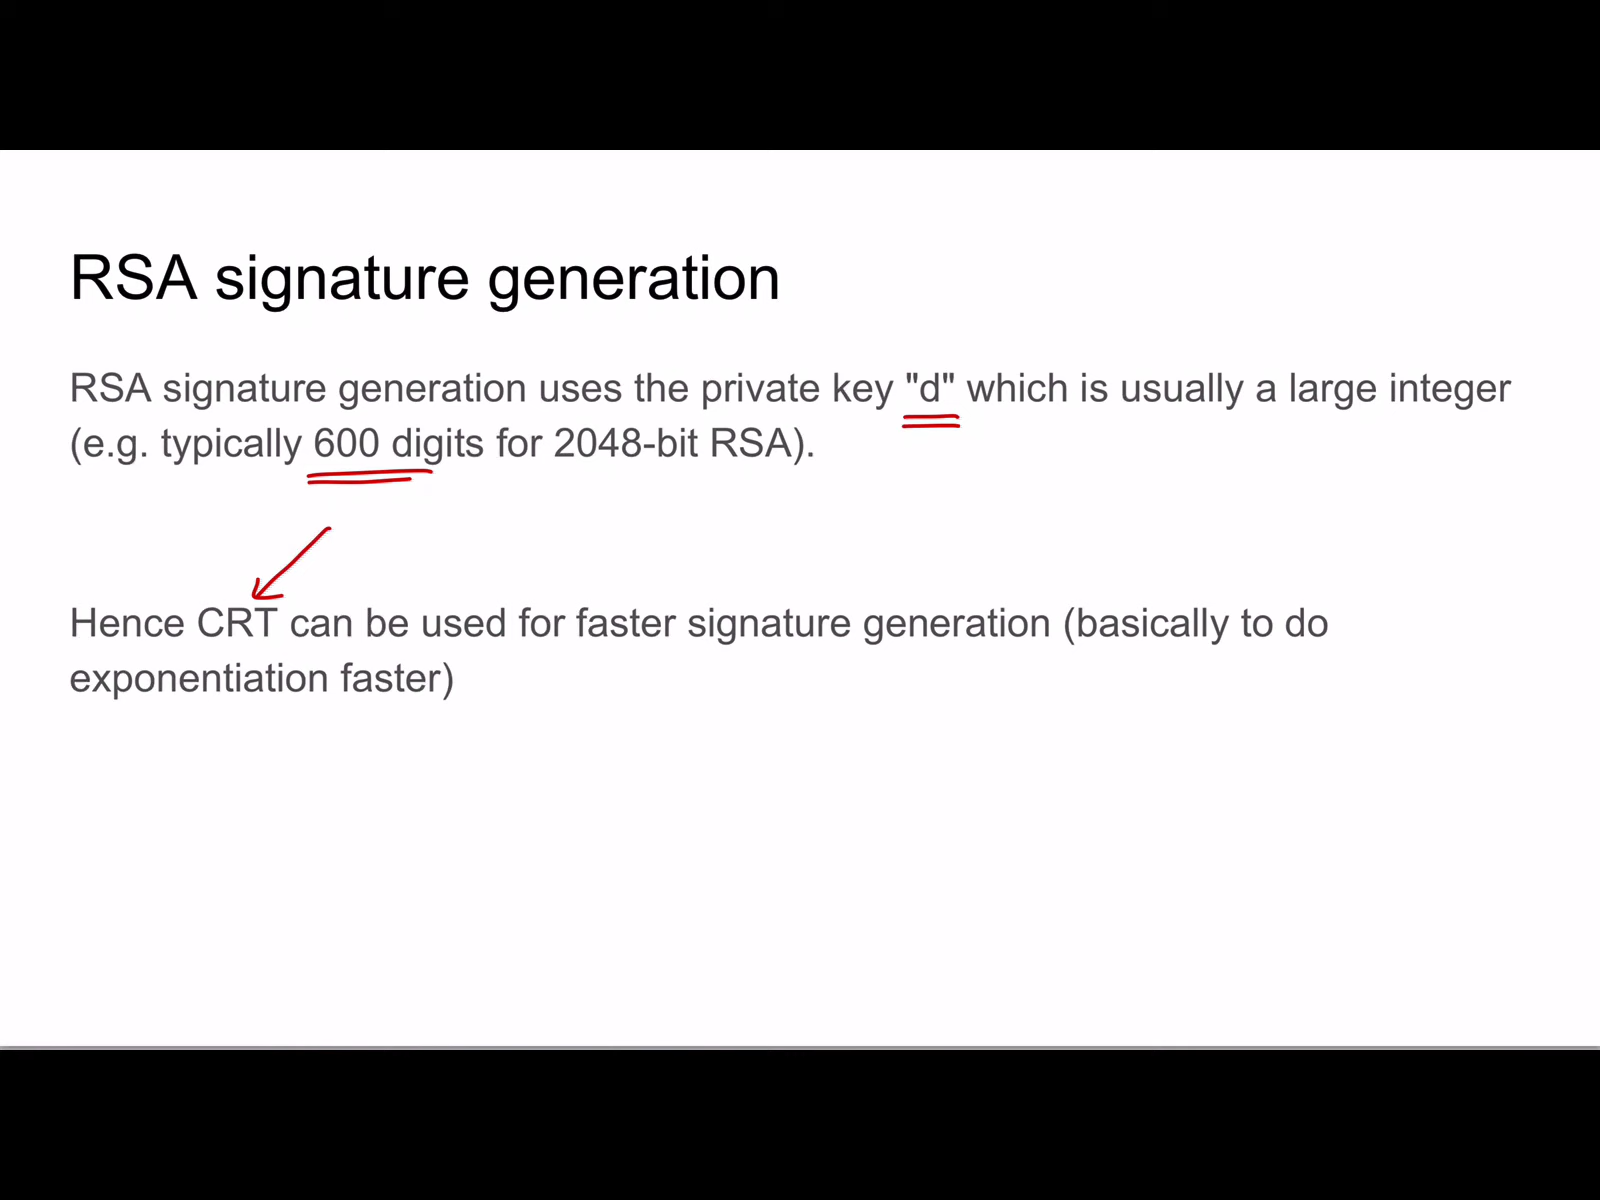 RSA signature generation
RSA signature generation uses the private key "d" which is usually a large integer
(e.g. typically 600 digits for 2048-bit RSA).
Hence CRT can be used for faster signature generation (basically to do
exponentiation faster)